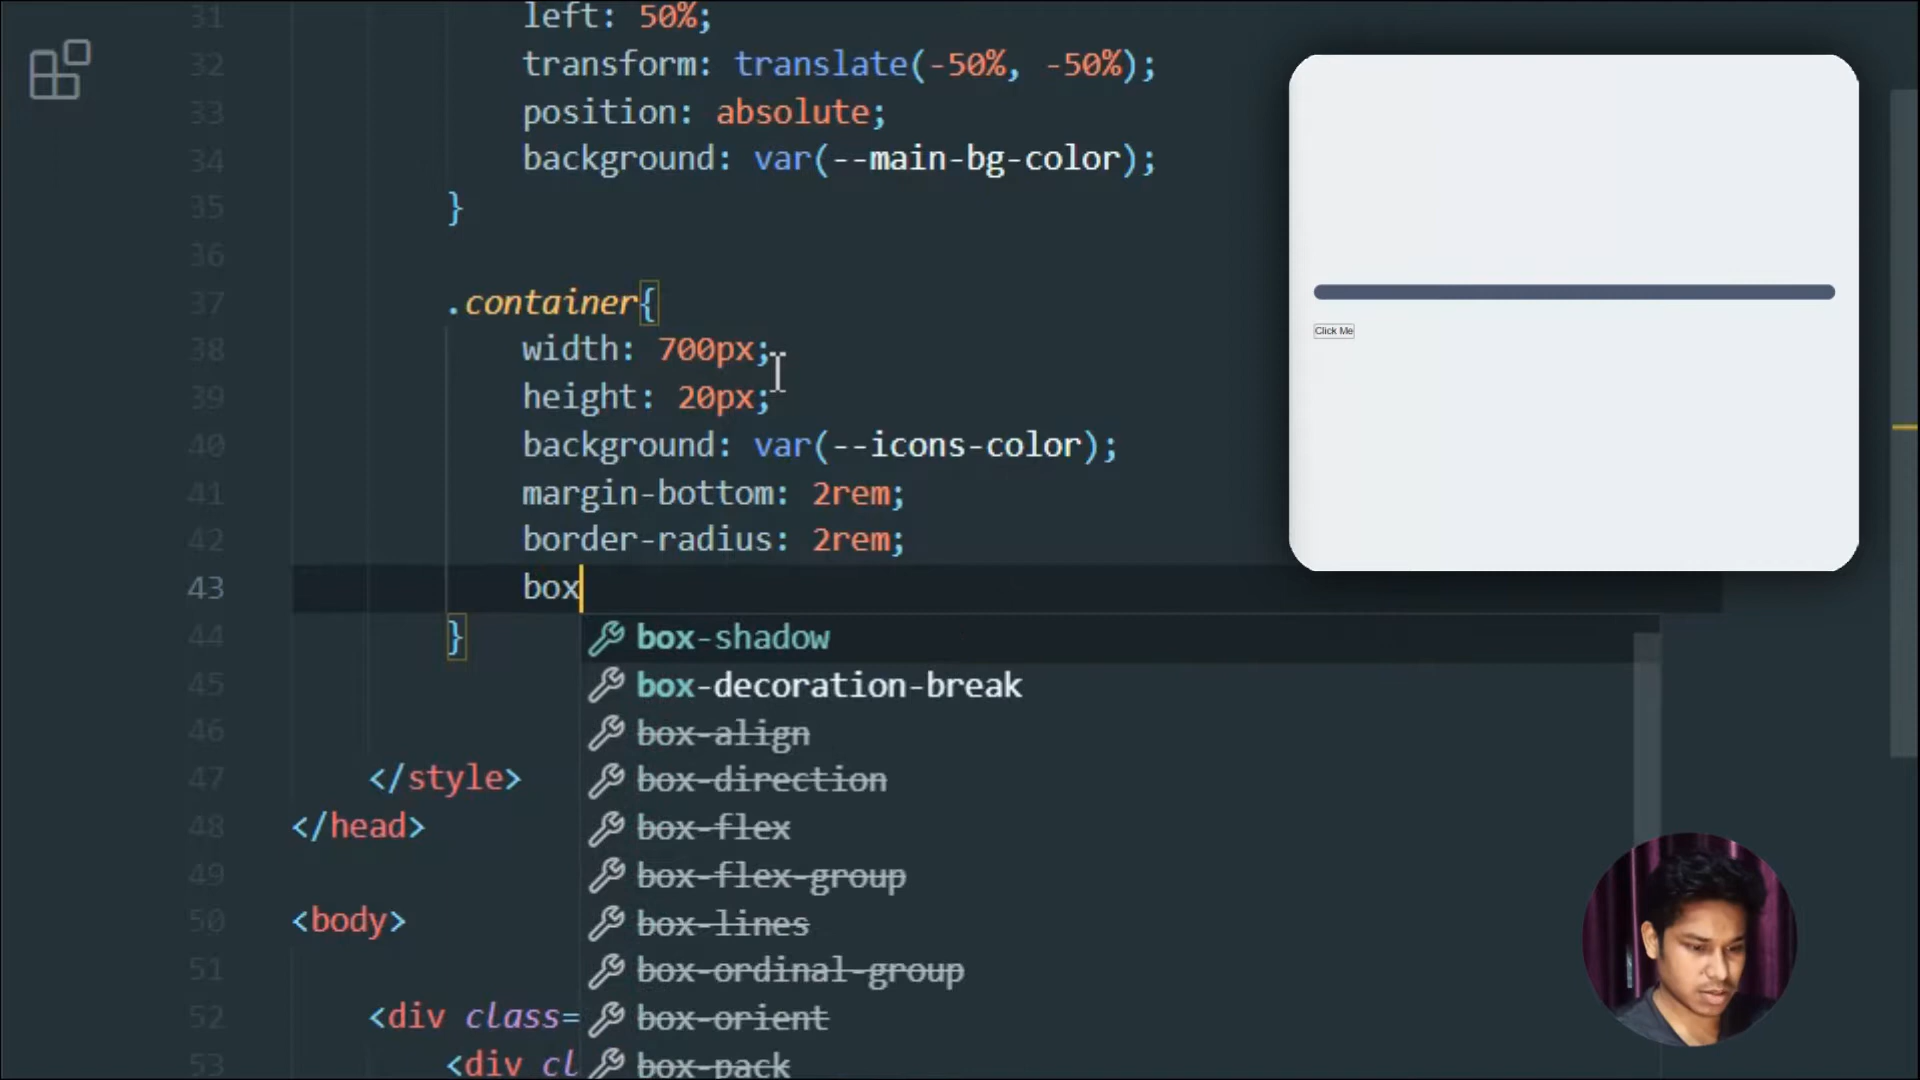 31 left: 50%;
32 transform: translate(-50%, -50%);
33 position: absolute;
34 background: var(--main-bg-color);
35 }
36
37 .container{
38 width: 700px;
39 height: 20px;
40 background: var(--icons-color);
41 margin-bottom: 2rem;
42 border-radius: 2rem;
43 box
44 }
box-shadow
45
box-decoration-break
46
box-align
47 </style>
box-direction
48 </head>
box-flex
49
box-flex-group
50 <body>
box-lines
51
box-ordinal-group
52 <div class=
box-orient
53 <div cl
box-pack
Click Me